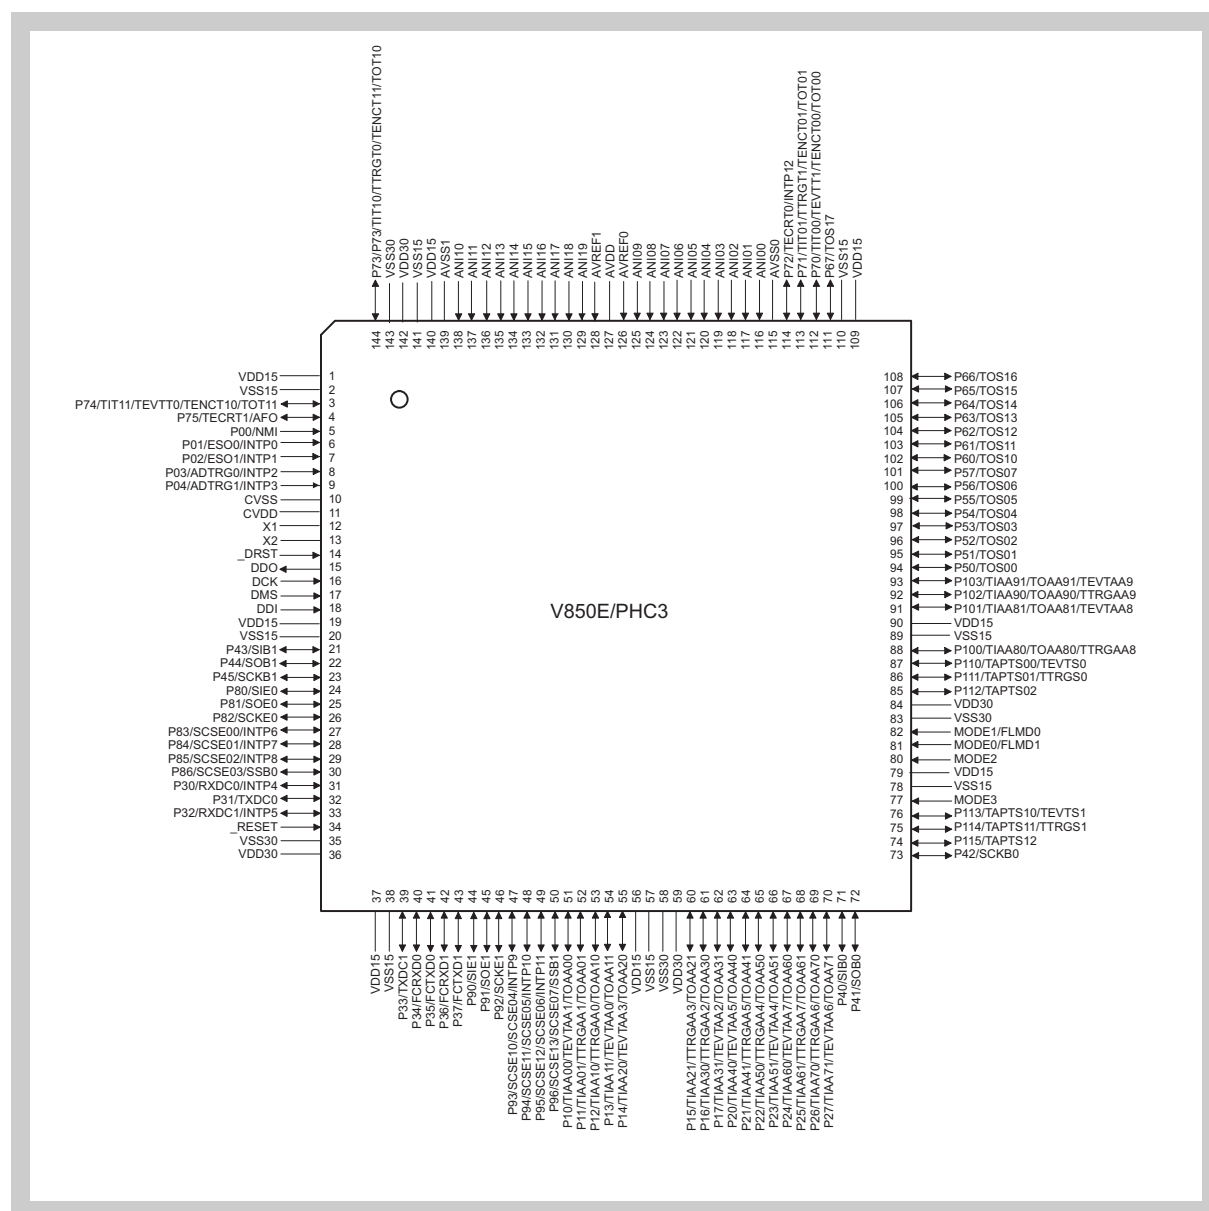 P73/P73/TIT10/TTRGT0/TENCT11/TOT10
VSS30
VDD30
VSS15
VDD15
AVSS1
ANI10
ANI11
ANI12
ANI13
ANI14
ANI15
ANI16
ANI17
ANI18
ANI19
AVREF1
AVDD
AVREF0
ANI09
ANI08
ANI07
ANI06
ANI05
ANI04
ANI03
ANI02
ANI01
ANI00
AVSS0
P72/TECRT0/INTP12
P71/TIT01/TTRGT1/TENCT01/TOT01
P70/TIT00/TEVTT1/TENCT00/TOT00
P67/TOS17
VSS15
VDD15
144
143
142
141
140
139
138
137
136
135
134
133
132
131
130
129
128
127
126
125
124
123
122
121
120
119
118
117
116
115
114
113
112
111
110
109
VDD15 1
VSS15 2
P74/TIT11/TEVTT0/TENCT10/TOT11 3
P75/TECRT1/AFO 4
P00/NMI 5
P01/ESO0/INTP0 6
P02/ESO1/INTP1 7
P03/ADTRG0/INTP2 8
P04/ADTRG1/INTP3 9
CVSS 10
CVDD 11
X1 12
X2 13
_DRST 14
DDO 15
DCK 16
DMS 17
DDI 18
VDD15 19
VSS15 20
P43/SIB1 21
P44/SOB1 22
P45/SCKB1 23
P80/SIE0 24
P81/SOE0 25
P82/SCKE0 26
P83/SCSE00/INTP6 27
P84/SCSE01/INTP7 28
P85/SCSE02/INTP8 29
P86/SCSE03/SSB0 30
P30/RXDC0/INTP4 31
P31/TXDC0 32
P32/RXDC1/INTP5 33
_RESET 34
VSS30 35
VDD30 36
V850E/PHC3
108 P66/TOS16
107 P65/TOS15
106 P64/TOS14
105 P63/TOS13
104 P62/TOS12
103 P61/TOS11
102 P60/TOS10
101 P57/TOS07
100 P56/TOS06
99 P55/TOS05
98 P54/TOS04
97 P53/TOS03
96 P52/TOS02
95 P51/TOS01
94 P50/TOS00
93 P103/TIAA91/TOAA91/TEVTAA9
92 P102/TIAA90/TOAA90/TTRGAA9
91 P101/TIAA81/TOAA81/TEVTAA8
90 VDD15
89 VSS15
88 P100/TIAA80/TOAA80/TTRGAA8
87 P110/TAPTS00/TEVTS0
86 P111/TAPTS01/TTRGS0
85 P112/TAPTS02
84 VDD30
83 VSS30
82 MODE1/FLMD0
81 MODE0/FLMD1
80 MODE2
79 VDD15
78 VSS15
77 MODE3
76 P113/TAPTS10/TEVTS1
75 P114/TAPTS11/TTRGS1
74 P115/TAPTS12
73 P42/SCKB0
37
38
39
40
41
42
43
44
45
46
47
48
49
50
51
52
53
54
55
56
57
58
59
60
61
62
63
64
65
66
67
68
69
70
71
72
VDD15
VSS15
P33/TXDC1
P34/FCRXD0
P35/FCTXD0
P36/FCRXD1
P37/FCTXD1
P90/SIE1
P91/SOE1
P92/SCKE1
P93/SCSE10/SCSE04/INTP9
P94/SCSE11/SCSE05/INTP10
P95/SCSE12/SCSE06/INTP11
P96/SCSE13/SCSE07/SSB1
P10/TIAA00/TEVTAA1/TOAA00
P11/TIAA01/TTRGAA1/TOAA01
P12/TIAA10/TTRGAA0/TOAA10
P13/TIAA11/TEVTAA0/TOAA11
P14/TIAA20/TEVTAA3/TOAA20
VDD15
VSS15
VSS30
VDD30
P15/TIAA21/TTRGAA3/TOAA21
P16/TIAA30/TTRGAA2/TOAA30
P17/TIAA31/TEVTAA2/TOAA31
P20/TIAA40/TEVTAA5/TOAA40
P21/TIAA41/TTRGAA5/TOAA41
P22/TIAA50/TTRGAA4/TOAA50
P23/TIAA51/TEVTAA4/TOAA51
P24/TIAA60/TEVTAA7/TOAA60
P25/TIAA61/TTRGAA7/TOAA61
P26/TIAA70/TTRGAA6/TOAA70
P27/TIAA71/TEVTAA6/TOAA71
P40/SIB0
P41/SOB0